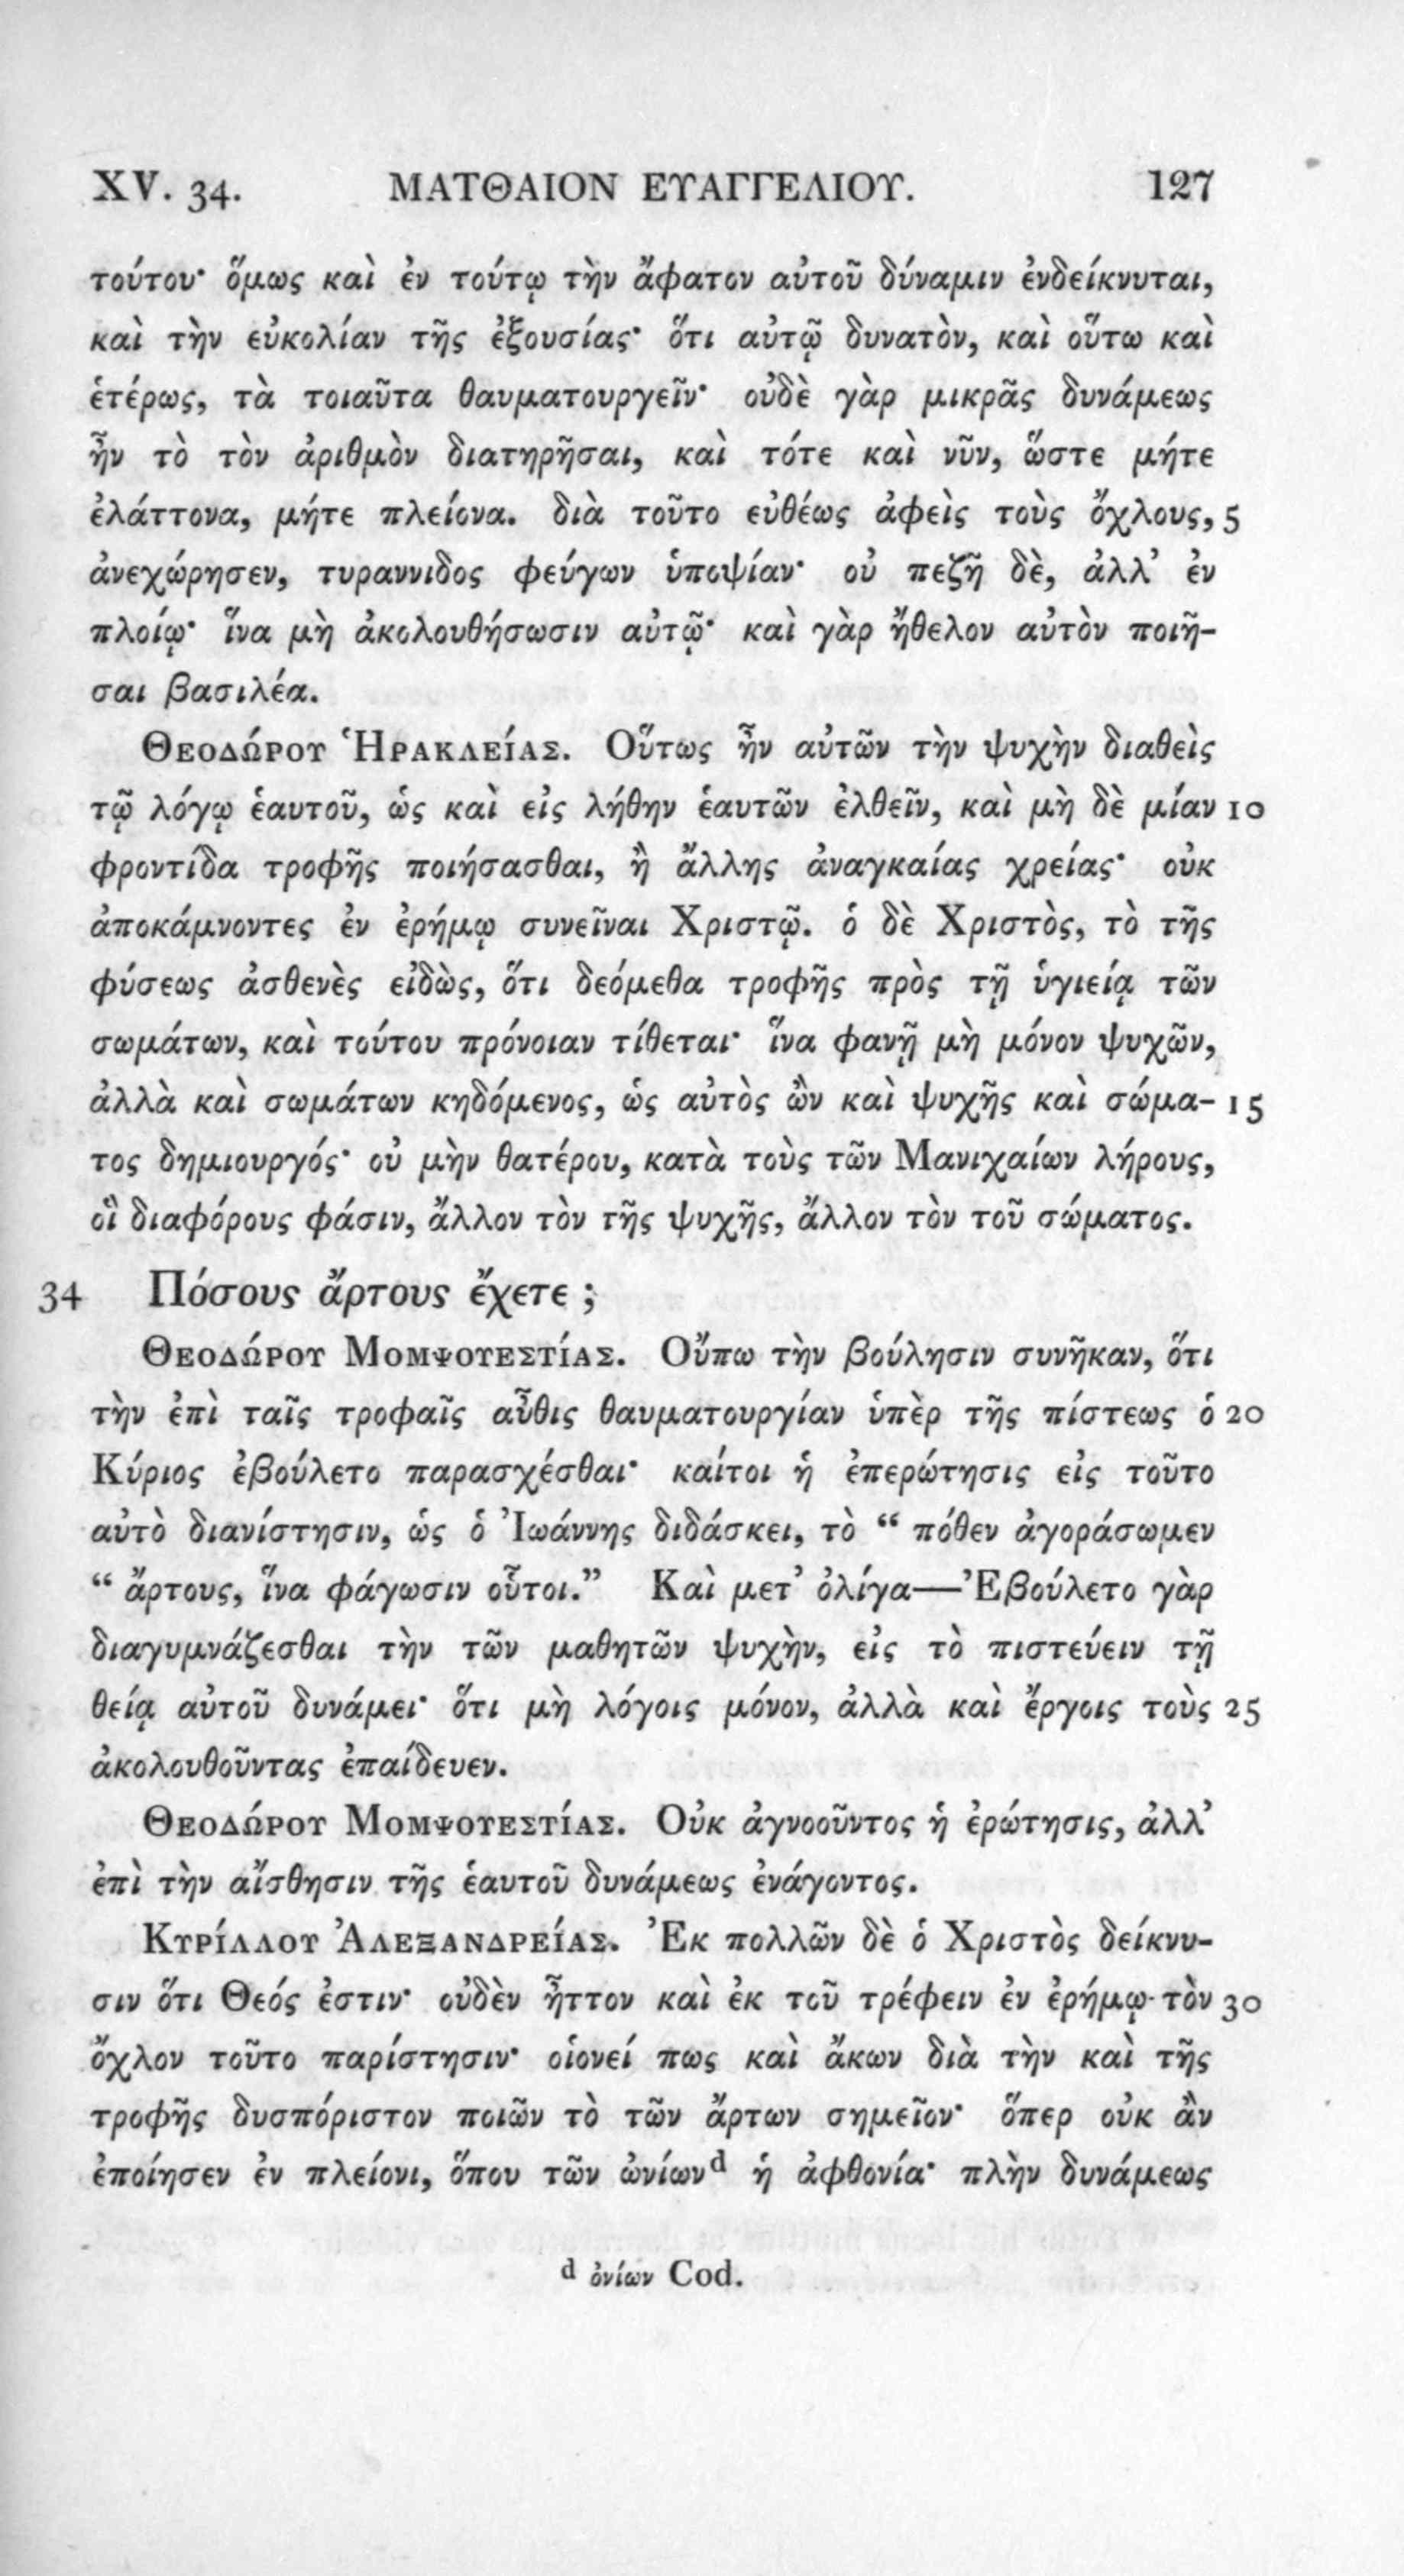 XV. 34. ΜΑΤΘΑΙΟΝ ΕΥΑΓΓΕΛΙΟΥ. 127
τούτου· ὅμως καὶ ἐν τούτῳ τὴν ἄφατον αὐτοῦ δύναμιν ἐνδείκνυται,
καὶ τὴν εὐκολίαν τῆς ἐξουσίας· ὅτι αὐτῷ δυνατὸν, καὶ οὕτω καὶ
ἑτέρως, τὰ τοιαῦτα θαυματουργεῖν· οὐδὲ γὰρ μικρᾶς δυνάμεως
ἦν τὸ τὸν ἀριθμὸν διατηρῆσαι, καὶ τότε καὶ νῦν, ὥστε μήτε
ἐλάττονα, μήτε πλείονα. διὰ τοῦτο εὐθέως ἀφεὶς τοὺς ὄχλους, 5
ἀνεχώρησεν, τυραννιδος φεύγων ὑποψίαν· οὐ πεζῆ δὲ, ἀλλ’ ἐν
πλοίῳ· ἵνα μὴ ἀκολουθήσωσιν αὐτῷ· καὶ γὰρ ἤθελον αὐτὸν ποιῆ-
σαι βασιλέα.
ΘΕΟΔΏΡΟΥ ἩΡΑΚΛΕΊΑΣ. Οὕτως ἦν αὐτῶν τὴν ψυχὴν διαθεὶς
τῷ λόγῳ ἑαυτοῦ, ὡς καὶ εἰς λήθην ἑαυτῶν ἐλθεῖν, καὶ μὴ δὲ μίαν 10
φροντίδα τροφῆς ποιήσασθαι, ἢ ἄλλης ἀναγκαίας χρείας· οὐκ
ἀποκάμνοντες ἐν ἐρήμῳ συνεῖναι Χριστῷ. ὁ δὲ Χριστὸς, τὸ τῆς
φύσεως ἀσθενὲς εἰδὼς, ὅτι δεόμεθα τροφῆς πρὸς τῇ ὑγιείᾳ τῶν
σωμάτων, καὶ τούτου πρόνοιαν τίθεται· ἵνα φανῇ μὴ μόνον ψυχῶν,
ἀλλὰ καὶ σωμάτων κηδόμενος, ὡς αὐτὸς ὢν καὶ ψυχῆς καὶ σώμα- 15
τος δημιουργός· οὐ μὴν θατέρου, κατὰ τοὺς τῶν Μανιχαίων λήρους,
οἳ διαφόρους φάσιν, ἄλλον τὸν τῆς ψυχῆς, ἄλλον τὸν τοῦ σώματος.
34 Πόσους ἄρτους ἔχετε ;
ΘΕΟΔΏΡΟΥ ΜΟΜΨΟΥΕΣΤΊΑΣ. Οὔπω τὴν βούλησιν συνῆκαν, ὅτι
τὴν ἐπὶ ταῖς τροφαῖς αὖθις θαυματουργίαν ὑπὲρ τῆς πίστεως ὁ 20
Κύριος ἐβούλετο παρασχέσθαι· καίτοι ἡ ἐπερώτησις εἰς τοῦτο
αὐτὸ διανίστησιν, ὡς ὁ Ἰωάννης διδάσκει, τὸ “ πόθεν ἀγοράσωμεν
“ ἄρτους, ἵνα φάγωσιν οὗτοι.” Καὶ μετ’ ὀλίγα—Ἐβούλετο γὰρ
διαγυμνάζεσθαι τὴν τῶν μαθητῶν ψυχὴν, εἰς τὸ πιστεύειν τῇ
θείᾳ αὐτοῦ δυνάμει· ὅτι μὴ λόγοις μόνον, ἀλλὰ καὶ ἔργοις τοὺς 25
ἀκολουθοῦντας ἐπαίδευεν.
ΘΕΟΔΏΡΟΥ ΜΟΜΨΟΥΕΣΤΊΑΣ. Οὐκ ἀγνοοῦντος ἡ ἐρώτησις, ἀλλ’
ἐπὶ τὴν αἴσθησιν τῆς ἑαυτοῦ δυνάμεως ἐνάγοντος.
ΚΥΡΊΛΛΟΥ ἈΛΕΞΑΝΔΡΕΊΑΣ. Ἐκ πολλῶν δὲ ὁ Χριστὸς δείκνυ-
σιν ὅτι Θεός ἐστιν· οὐδὲν ἧττον καὶ ἐκ τοῦ τρέφειν ἐν ἐρήμῳ τὸν 30
ὄχλον τοῦτο παρίστησιν· οἱονεί πως καὶ ἄκων διὰ τὴν καὶ τῆς
τροφῆς δυσπόριστον ποιῶν τὸ τῶν ἄρτων σημεῖον· ὅπερ οὐκ ἂν
ἐποίησεν ἐν πλείονι, ὅπου τῶν ὠνίων d ἡ ἀφθονία· πλὴν δυνάμεως
d ὀνίων Cod.